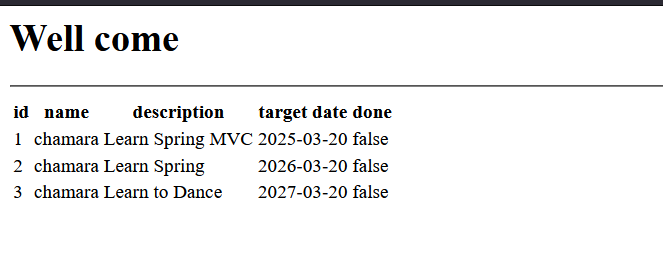 Well come
id name description target date done
1 chamara Learn Spring MVC 2025-03-20 false
2 chamara Learn Spring 2026-03-20 false
3 chamara Learn to Dance 2027-03-20 false